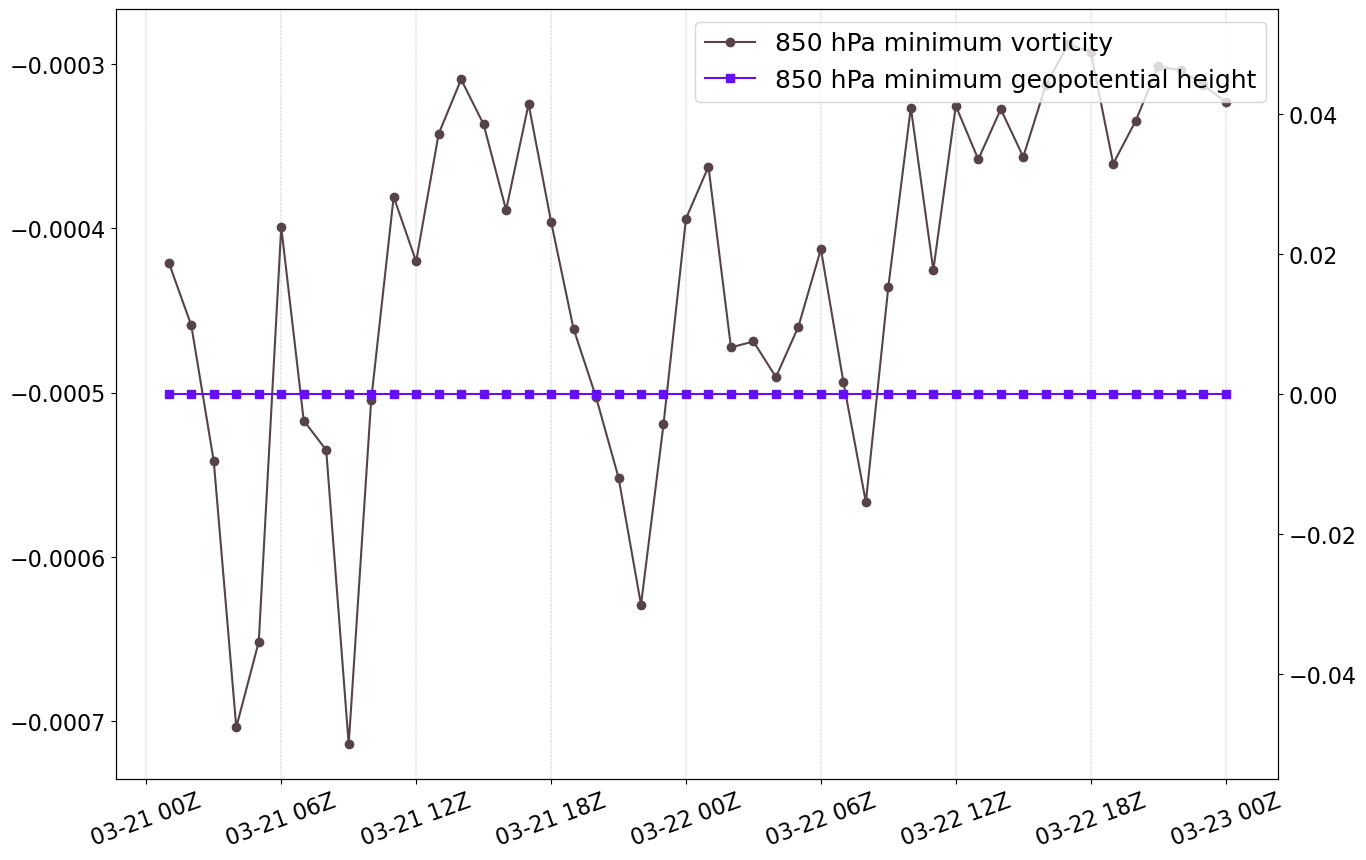 850 hPa minimum vorticity
850 hPa minimum geopotential height
−0.0003
−0.0004
−0.0005
−0.0006
−0.0007
0.04
0.02
0.00
−0.02
−0.04
03-21 00Z
03-21 06Z
03-21 12Z
03-21 18Z
03-22 00Z
03-22 06Z
03-22 12Z
03-22 18Z
03-23 00Z